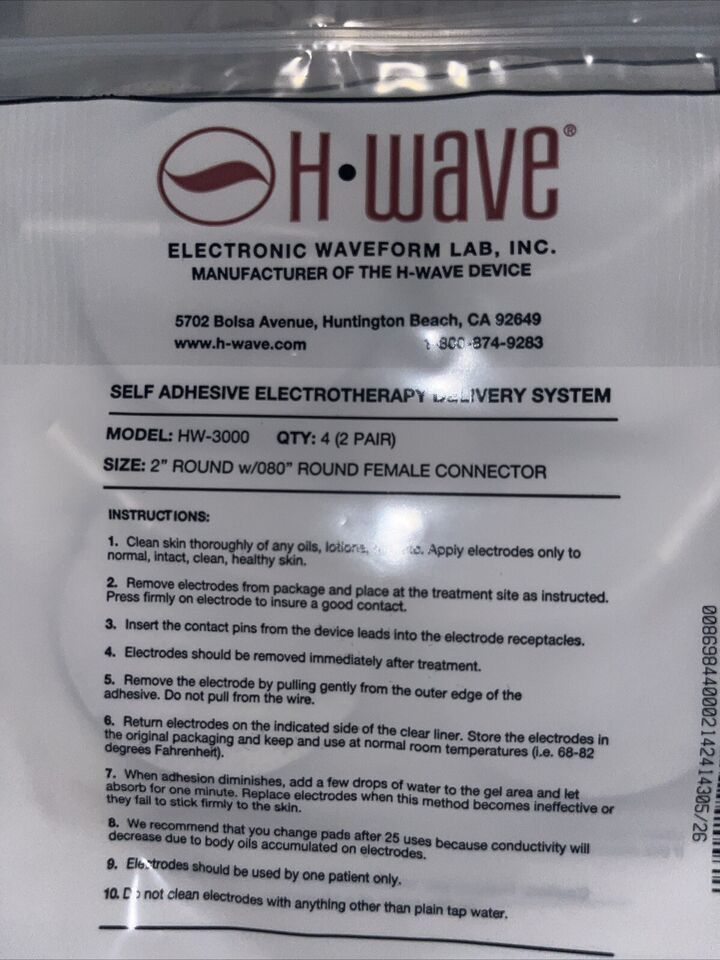 H·wave®
ELECTRONIC WAVEFORM LAB, INC.
MANUFACTURER OF THE H-WAVE DEVICE
5702 Bolsa Avenue, Huntington Beach, CA 92649
www.h-wave.com 1-800-874-9283
SELF ADHESIVE ELECTROTHERAPY DELIVERY SYSTEM
MODEL: HW-3000 QTY: 4 (2 PAIR)
SIZE: 2” ROUND w/080” ROUND FEMALE CONNECTOR
INSTRUCTIONS:
1. Clean skin thoroughly of any oils, lotions, Apply electrodes only to
normal, intact, clean, healthy skin.
2. Remove electrodes from package and place at the treatment site as instructed.
Press firmly on electrode to insure a good contact.
3. Insert the contact pins from the device leads into the electrode receptacles.
4. Electrodes should be removed immediately after treatment.
5. Remove the electrode by pulling gently from the outer edge of the
adhesive. Do not pull from the wire.
6. Return electrodes on the indicated side of the clear liner. Store the electrodes in
the original packaging and keep and use at normal room temperatures (i.e. 68-82
degrees Fahrenheit).
7. When adhesion diminishes, add a few drops of water to the gel area and let
absorb for one minute. Replace electrodes when this method becomes ineffective or
they fail to stick firmly to the skin.
8. We recommend that you change pads after 25 uses because conductivity will
decrease due to body oils accumulated on electrodes.
9. Electrodes should be used by one patient only.
10. Do not clean electrodes with anything other than plain tap water.
008698440002142414305/26